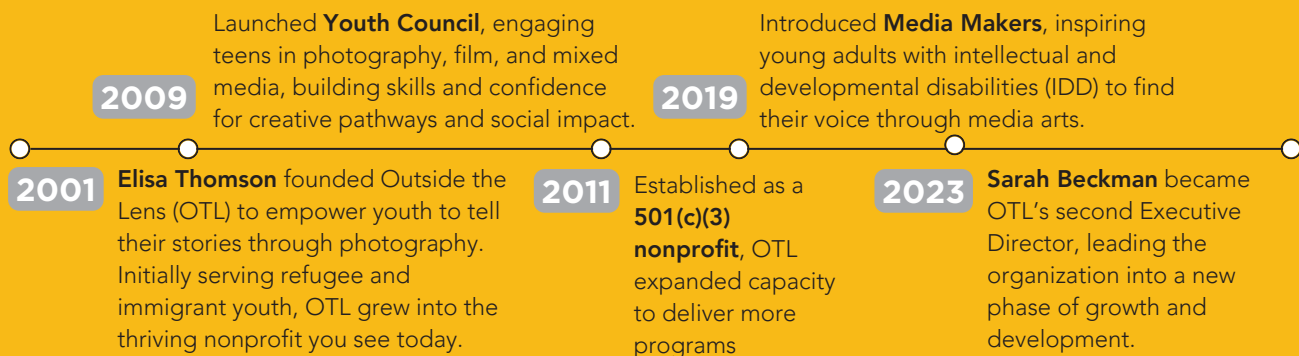 2009
Launched Youth Council, engaging
teens in photography, film, and mixed
media, building skills and confidence
for creative pathways and social impact.
2019
Introduced Media Makers, inspiring
young adults with intellectual and
developmental disabilities (IDD) to find
their voice through media arts.
2001
Elisa Thomson founded Outside the
Lens (OTL) to empower youth to tell
their stories through photography.
Initially serving refugee and
immigrant youth, OTL grew into the
thriving nonprofit you see today.
2011
Established as a
501(c)(3)
nonprofit, OTL
expanded capacity
to deliver more
programs
2023
Sarah Beckman became
OTL's second Executive
Director, leading the
organization into a new
phase of growth and
development.